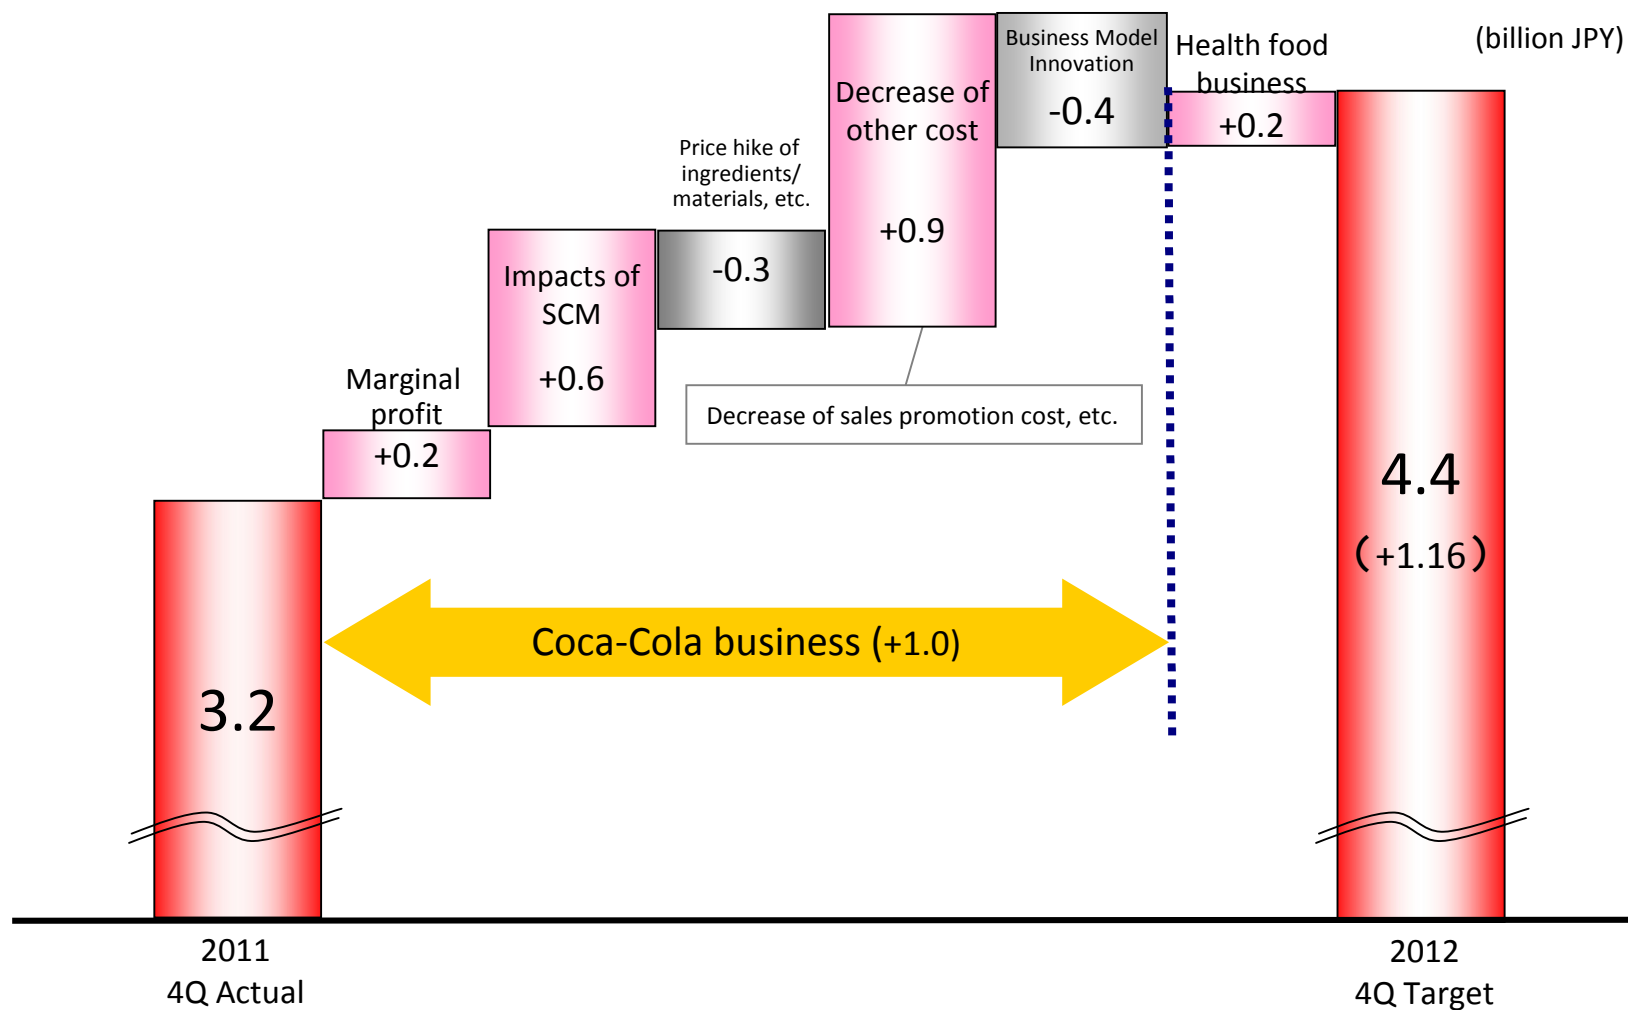 (billion JPY)
Business Model
Innovation
-0.4
Health food
business
+0.2
Decrease of
other cost
+0.9
Price hike of
ingredients/
materials, etc.
-0.3
Impacts of
SCM
+0.6
Marginal
profit
+0.2
Decrease of sales promotion cost, etc.
4.4
(+1.16)
Coca-Cola business (+1.0)
3.2
2011
4Q Actual
2012
4Q Target